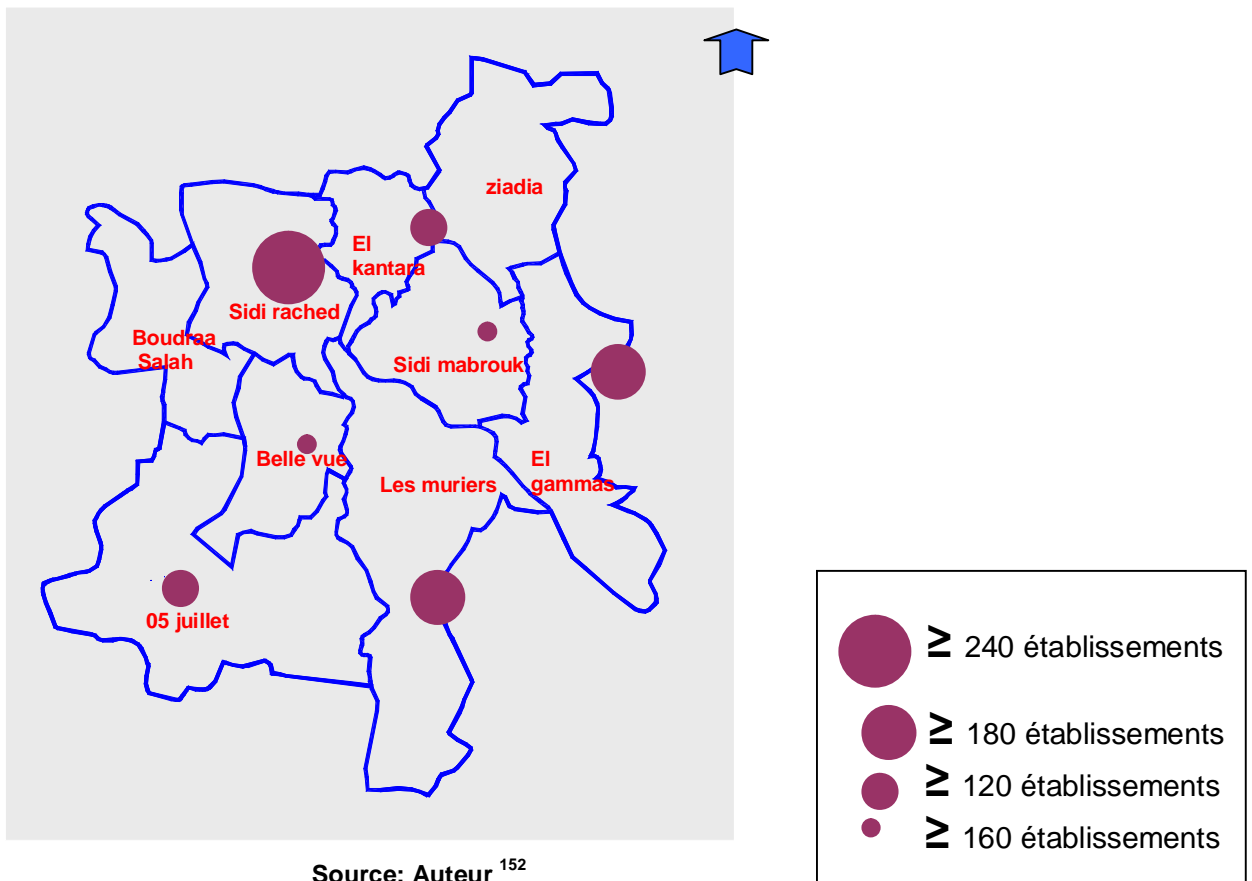 ziadia
El
kantara
Sidi rached
Boudraa
Salah
Sidi mabrouk
Belle vue
El
gammas
Les muriers
05 juillet
≥ 240 établissements
≥ 180 établissements
≥ 120 établissements
≥ 160 établissements
Source: Auteur 152